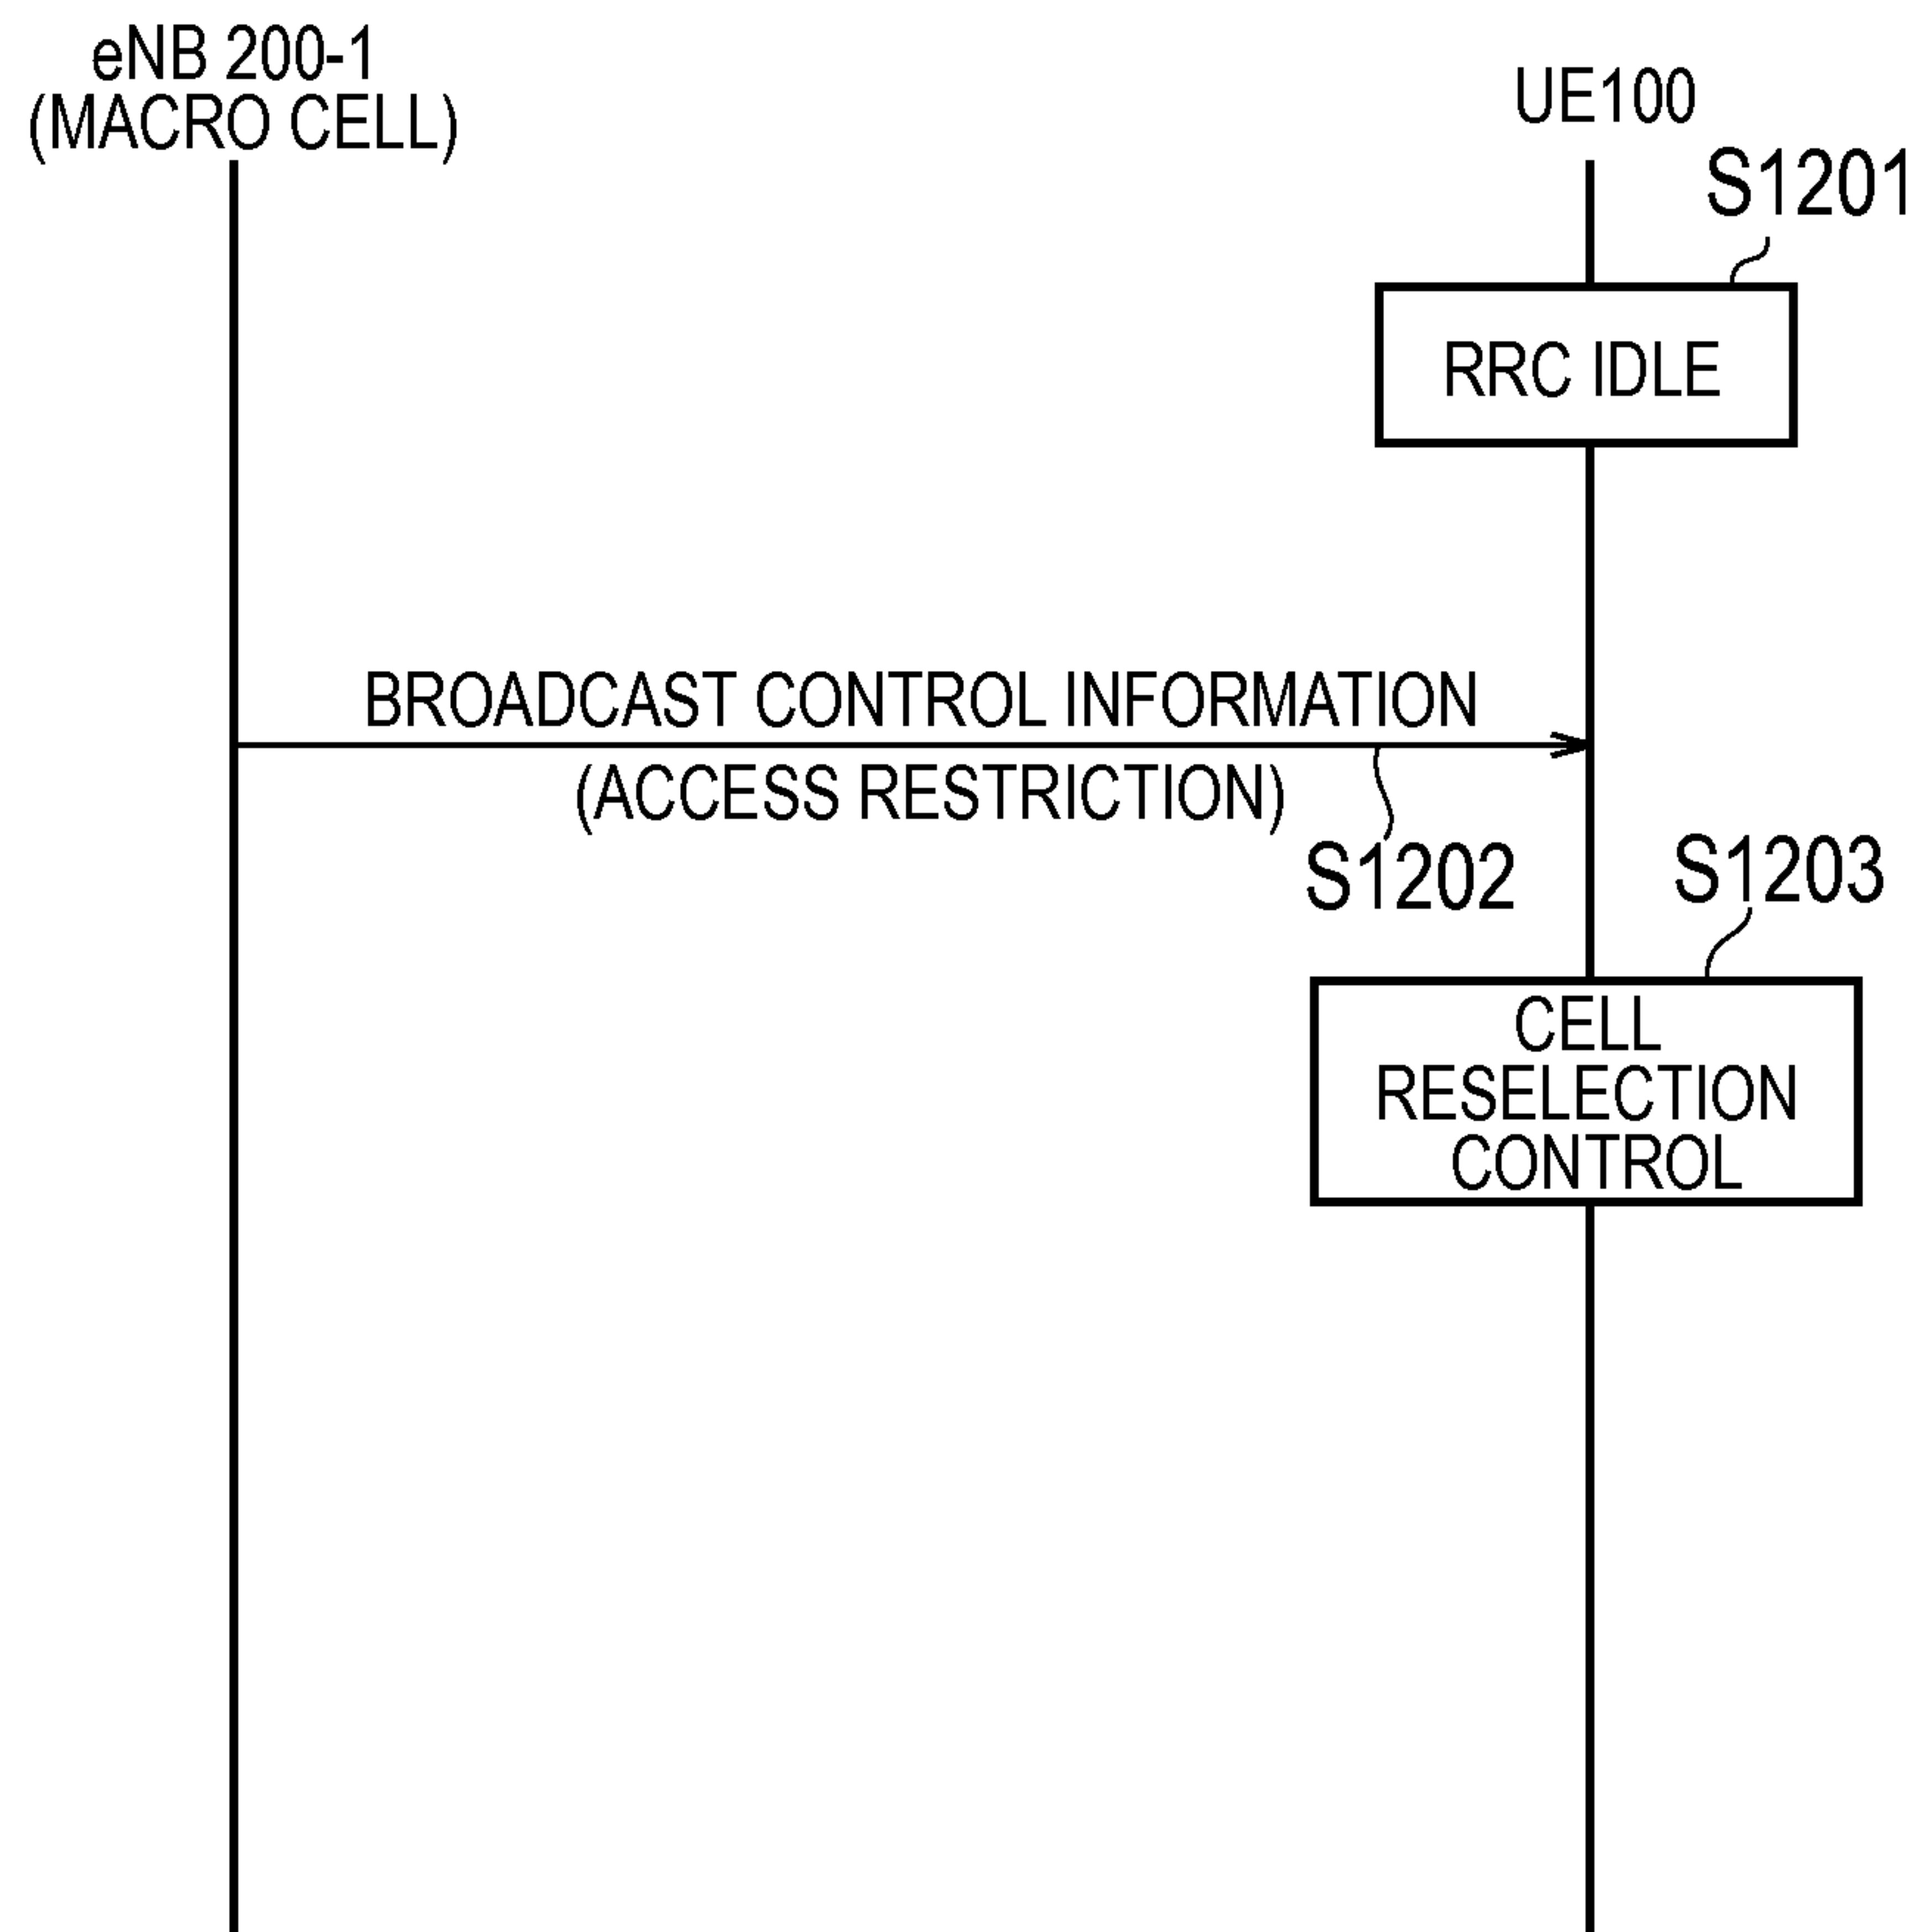 eNB 200-1
(MACRO CELL)
UE100
S1201
RRC IDLE
BROADCAST CONTROL INFORMATION
(ACCESS RESTRICTION)
S1202
S1203
CELL
RESELECTION
CONTROL